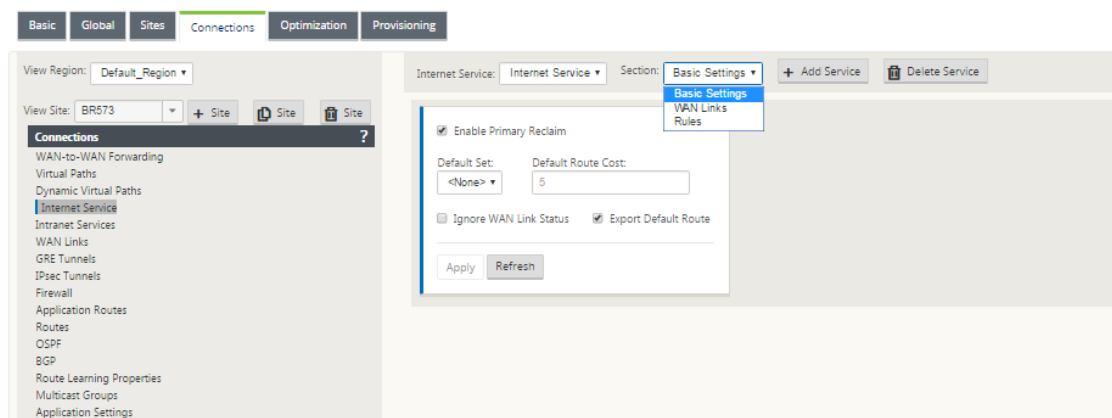 Basic Global Sites Connections Optimization Provisioning
View Region: Default_Region
View Site: BR573 + Site Site Site
Connections ?
WAN-to-WAN Forwarding
Virtual Paths
Dynamic Virtual Paths
Internet Service
Intranet Services
WAN Links
GRE Tunnels
IPsec Tunnels
Firewall
Application Routes
Routes
OSPF
BGP
Route Learning Properties
Multicast Groups
Application Settings
Internet Service: Internet Service Section: Basic Settings + Add Service Delete Service
Basic Settings
WAN Links
Rules
Enable Primary Reclaim
Default Set: Default Route Cost:
<None> 5
Ignore WAN Link Status Export Default Route
Apply Refresh